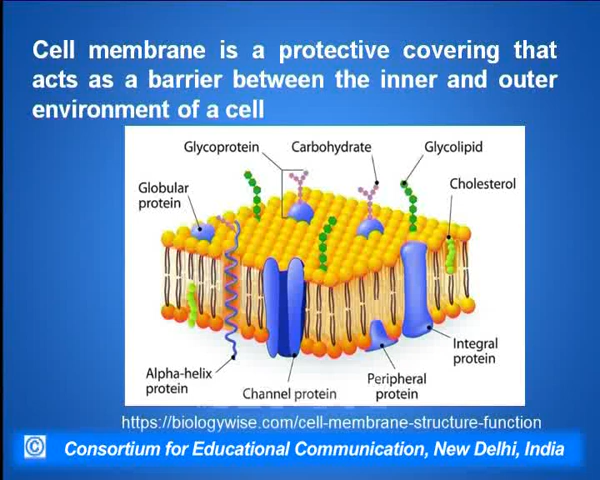 Cell membrane is a protective covering that
acts as a barrier between the inner and outer
environment of a cell
Glycoprotein
Carbohydrate
Glycolipid
Globular
protein
Cholesterol
Alpha-helix
protein
Channel protein
Peripheral
protein
Integral
protein
https://biologywise.com/cell-membrane-structure-function
© Consortium for Educational Communication, New Delhi, India